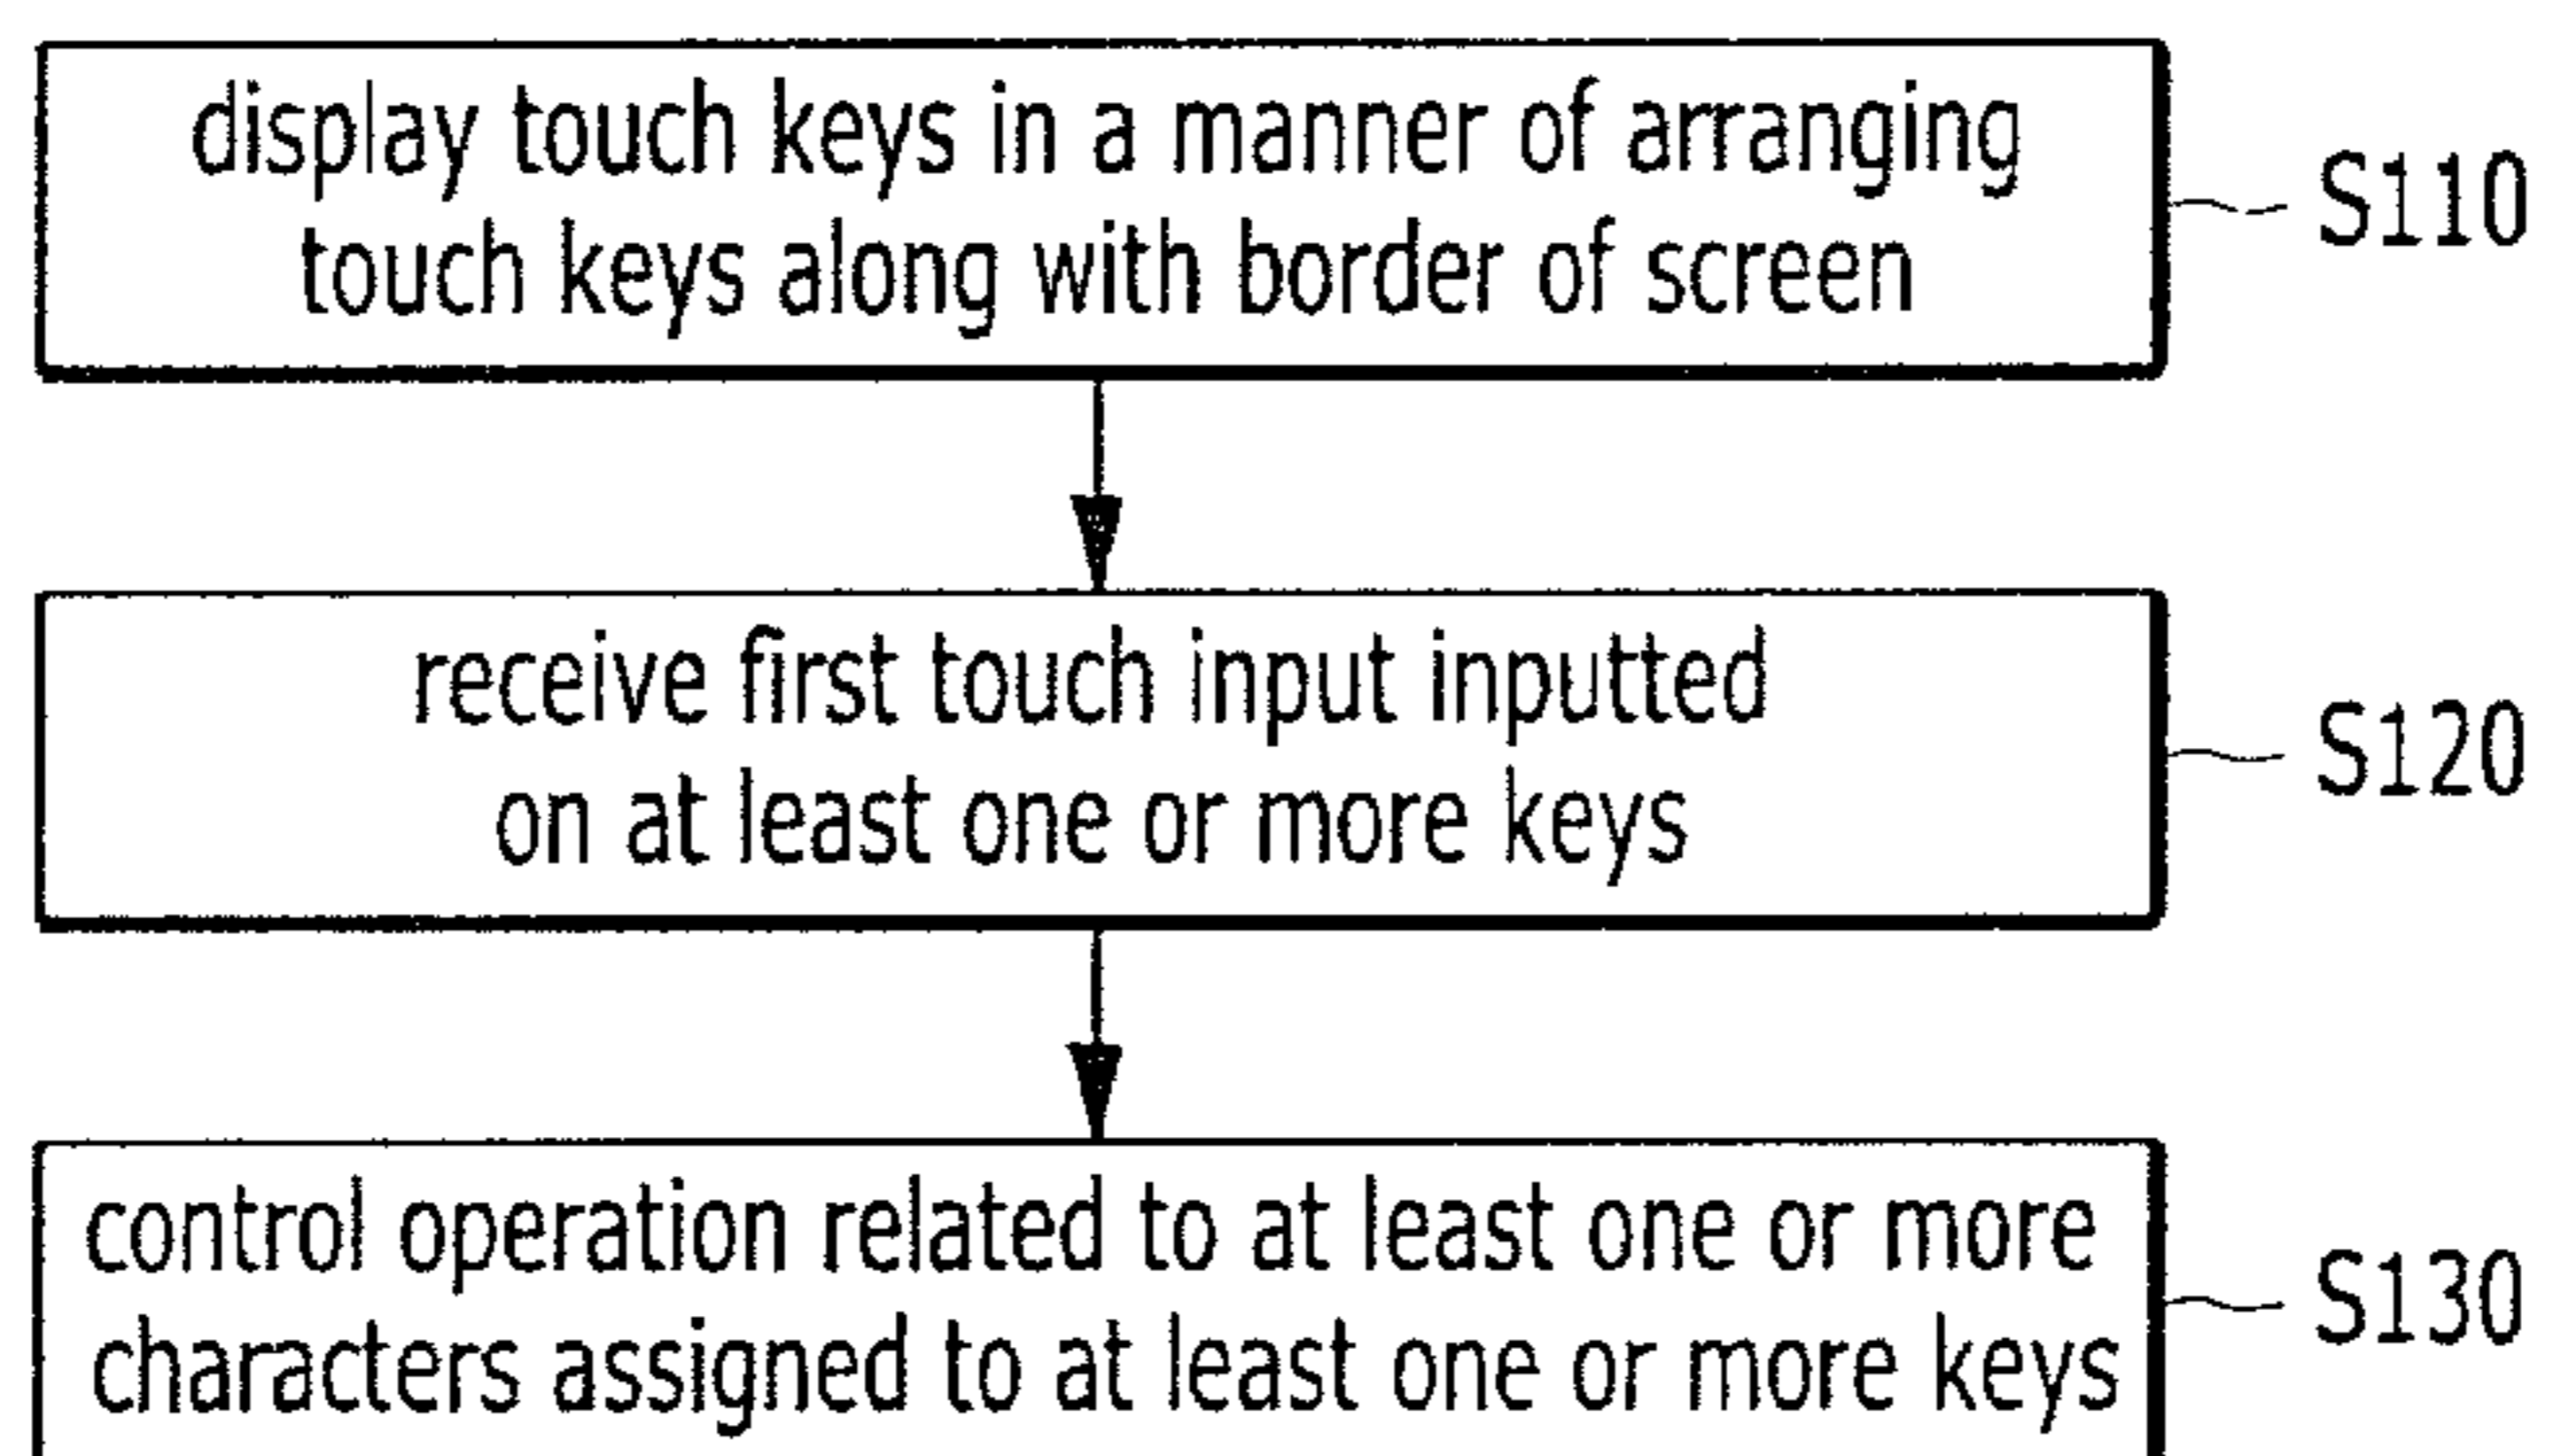 display touch keys in a manner of arranging
touch keys along with border of screen
S110
receive first touch input inputted
on at least one or more keys
S120
control operation related to at least one or more
characters assigned to at least one or more keys
S130